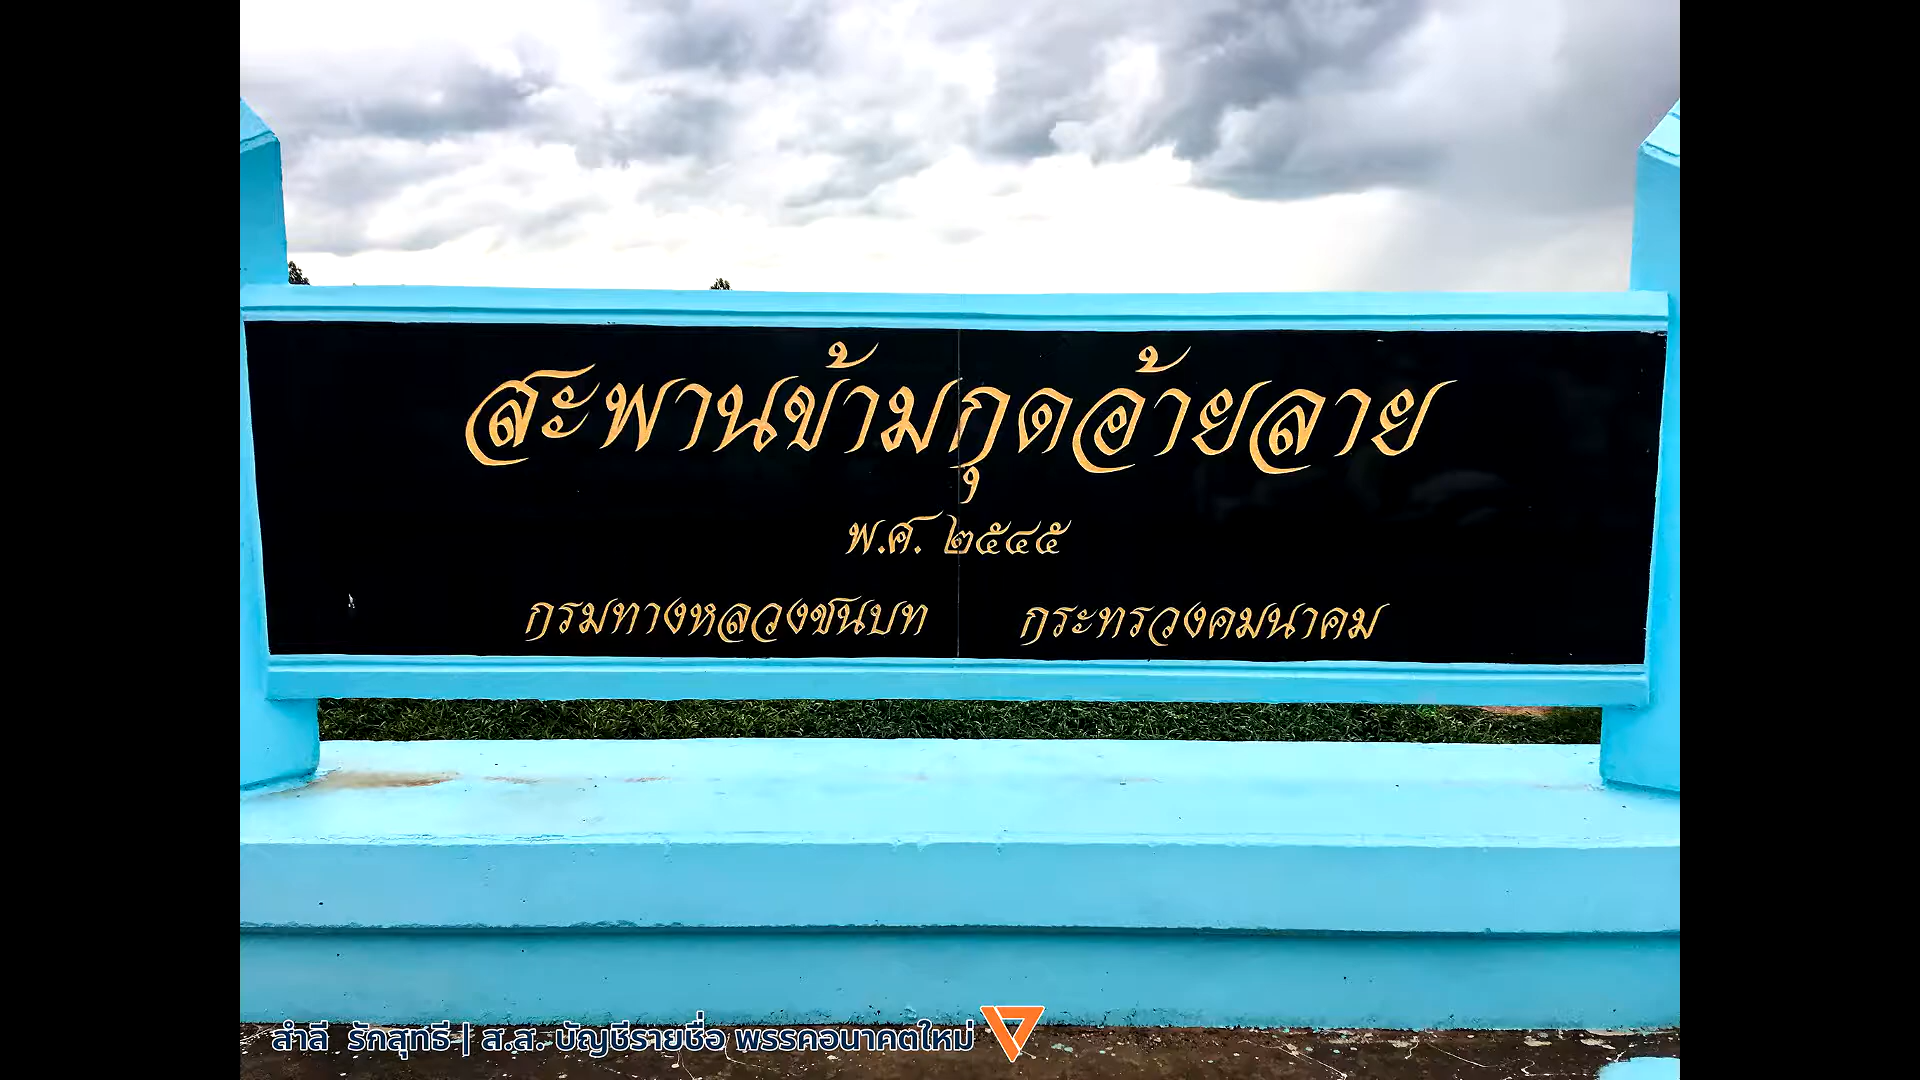 สะพานข้ามกุดอ้ายลาย
พ.ศ. ๒๕๔๕
กรมทางหลวงชนบท กระทรวงคมนาคม
สำลี รักสุทธี | ส.ส. บัญชีรายชื่อ พรรคอนาคตใหม่